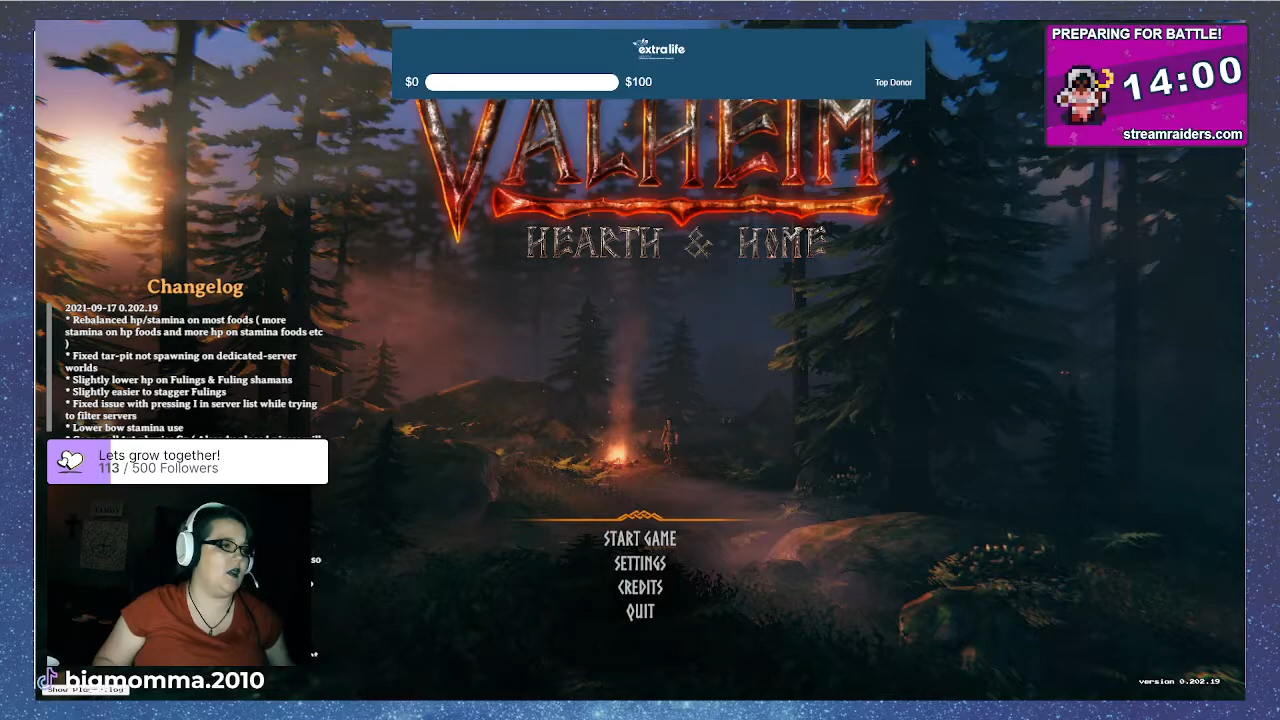 extralife
$0
$100
Top Donor
PREPARING FOR BATTLE!
14:00
streamraiders.com
VALHEIM
HEARTH & HOME
Changelog
2021-09-17 0.202.19
* Rebalanced hp/stamina on most foods ( more
stamina on hp foods and more hp on stamina foods etc
)
* Fixed tar-pit not spawning on dedicated-server
worlds
* Slightly lower hp on Fulings & Fuling shamans
* Slightly easier to stagger Fulings
* Fixed issue with pressing I in server list while trying
to filter servers
* Lower bow stamina use
Lets grow together!
113 / 500 Followers
so
START GAME
SETTINGS
CREDITS
QUIT
bigmomma.2010
version 0.202.19